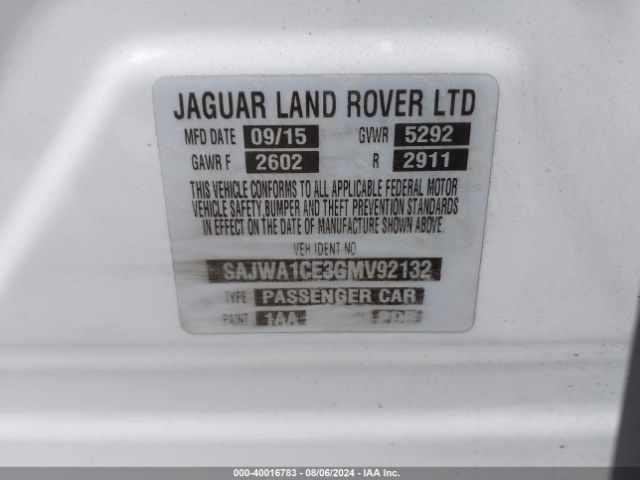 JAGUAR LAND ROVER LTD
MFD DATE 09/15 GVWR 5292
GAWR F 2602 R 2911
THIS VEHICLE CONFORMS TO ALL APPLICABLE FEDERAL MOTOR
VEHICLE SAFETY,BUMPER AND THEFT PREVENTION STANDARDS
IN EFFECT ON THE DATE OF MANUFACTURE SHOWN ABOVE.
VEH IDENT NO
SAJWA1CE3GMV92132
TYPE PASSENGER CAR
PAINT 1AA
000-40016783 - 08/06/2024 - IAA Inc.